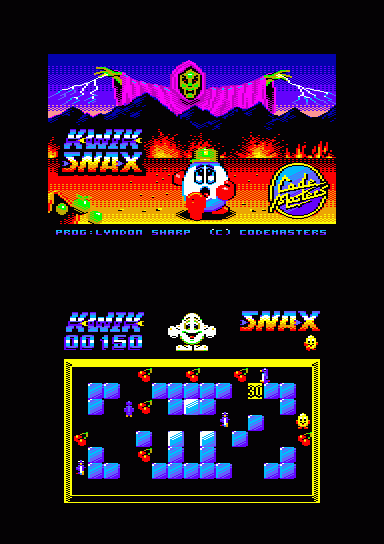 KWIK
SNAX
Code
Masters
PROG:LYNDON SHARP (C) CODEMASTERS
KWIK SNAX
00150
30